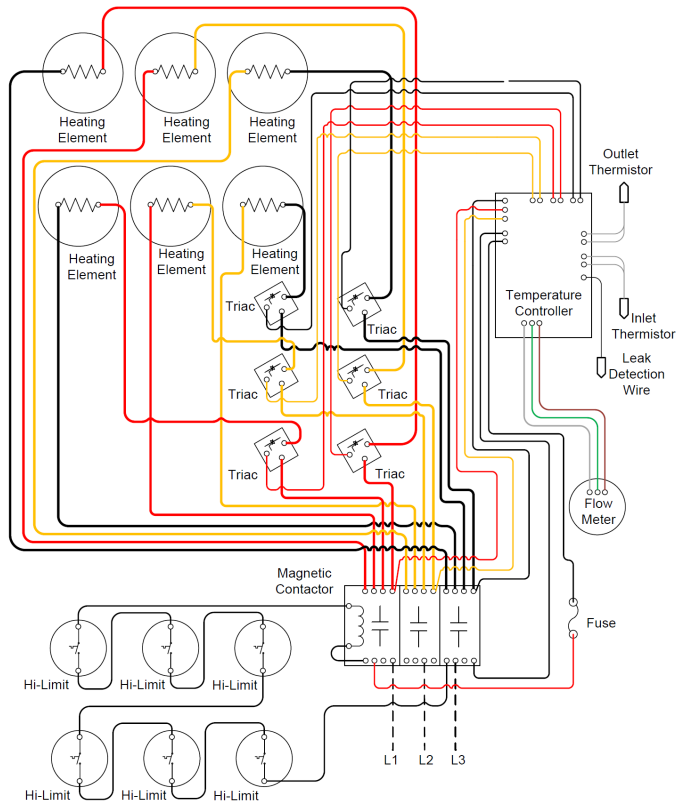 Heating
Element
Heating
Element
Heating
Element
Outlet
Thermistor
Heating
Element
Heating
Element
Heating
Element
Triac
Triac
Temperature
Controller
Inlet
Thermistor
Leak
Detection
Wire
Triac
Triac
Triac
Triac
Flow
Meter
Magnetic
Contactor
Fuse
Hi-Limit
Hi-Limit
Hi-Limit
L1
L2
L3
Hi-Limit
Hi-Limit
Hi-Limit